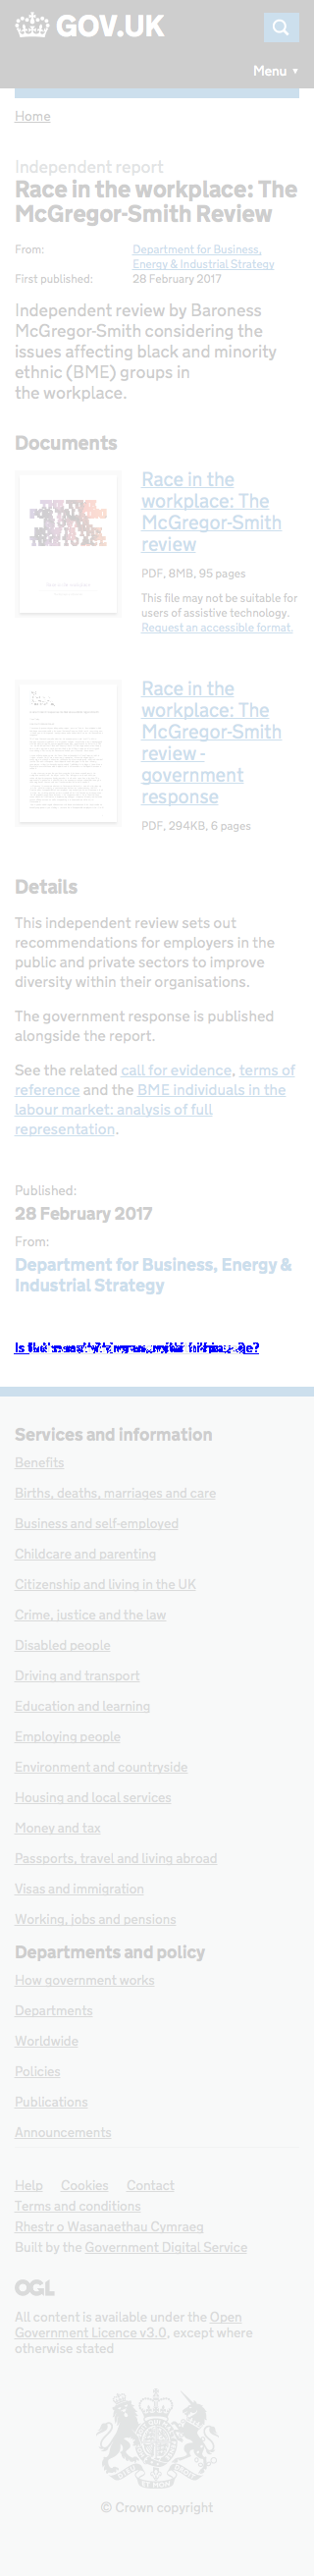 GOV.UK
Menu ▼
Home
Independent report
Race in the workplace: The
McGregor-Smith Review
From:
Department for Business,
Energy & Industrial Strategy
First published:
28 February 2017
Independent review by Baroness
McGregor-Smith considering the
issues affecting black and minority
ethnic (BME) groups in
the workplace.
Documents
Race in the
workplace: The
McGregor-Smith
review
PDF, 8MB, 95 pages
This file may not be suitable for
users of assistive technology.
Request an accessible format.
Race in the
workplace: The
McGregor-Smith
review -
government
response
PDF, 294KB, 6 pages
Details
This independent review sets out
recommendations for employers in the
public and private sectors to improve
diversity within their organisations.
The government response is published
alongside the report.
See the related call for evidence, terms of
reference and the BME individuals in the
labour market: analysis of full
representation.
Published:
28 February 2017
From:
Department for Business, Energy &
Industrial Strategy
Services and information
Benefits
Births, deaths, marriages and care
Business and self-employed
Childcare and parenting
Citizenship and living in the UK
Crime, justice and the law
Disabled people
Driving and transport
Education and learning
Employing people
Environment and countryside
Housing and local services
Money and tax
Passports, travel and living abroad
Visas and immigration
Working, jobs and pensions
Departments and policy
How government works
Departments
Worldwide
Policies
Publications
Announcements
Help Cookies Contact
Terms and conditions
Rhestr o Wasanaethau Cymraeg
Built by the Government Digital Service
OGL
All content is available under the Open
Government Licence v3.0, except where
otherwise stated
© Crown copyright